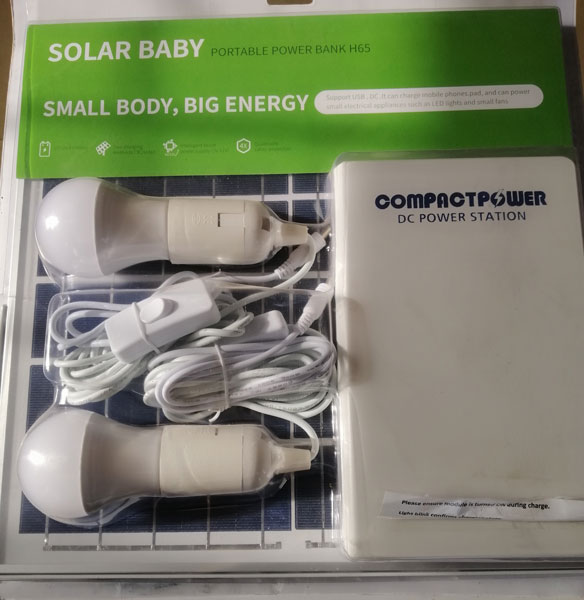 SOLAR BABY PORTABLE POWER BANK H65
SMALL BODY, BIG ENERGY
Support USB, DC ,It can charge mobile phones,pad, and can power
small electrical appliances such as LED lights and small fans
4X
COMPACTPOWER
DC POWER STATION
Please ensure module is turned during charge.